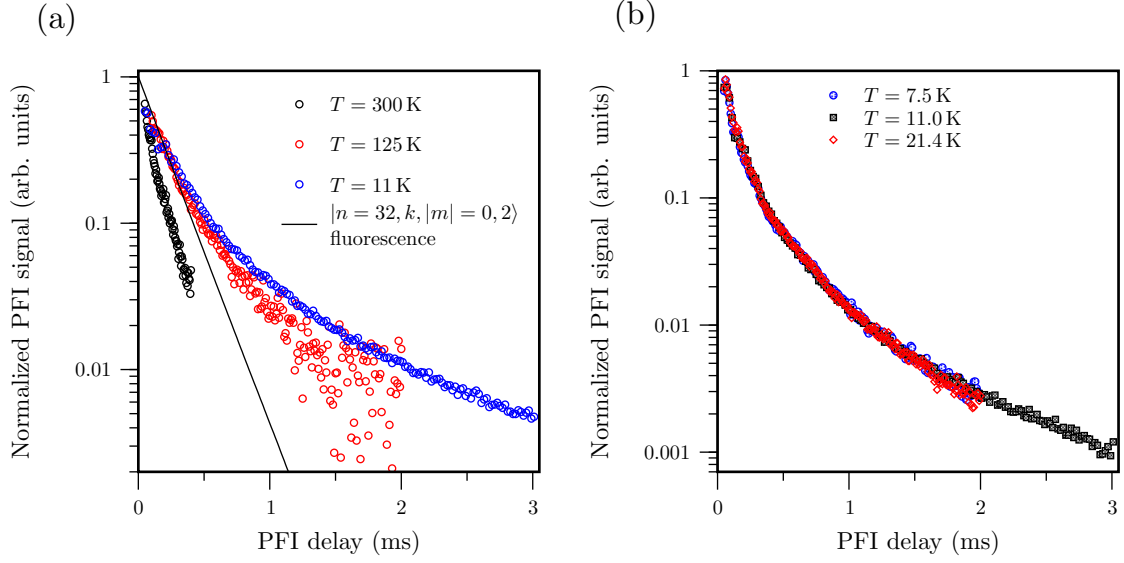 (a)
Normalized PFI signal (arb. units)
1
0.1
0.01
T = 300 K
T = 125 K
T = 11 K
|n = 32, k, |m| = 0, 2⟩
fluorescence
0
1
2
3
PFI delay (ms)
(b)
Normalized PFI signal (arb. units)
1
0.1
0.01
0.001
T = 7.5 K
T = 11.0 K
T = 21.4 K
0
1
2
3
PFI delay (ms)